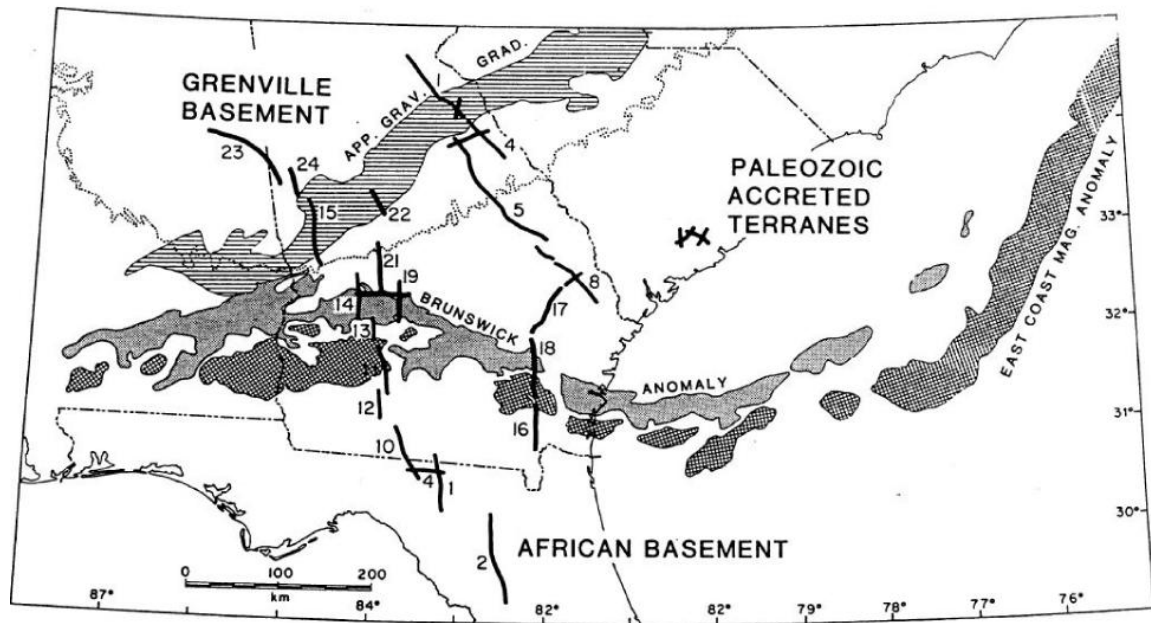 GRENVILLE
BASEMENT
APP. GRAV. GRAD.
1
4
23
24
15
22
5
PALEOZOIC
ACCRETED
TERRANES
33°
21
19
14
8
17
BRUNSWICK
32°
13
18
ANOMALY
EAST COAST MAG. ANOMALY
12
31°
16
10
4
1
30°
2
AFRICAN BASEMENT
0 100 200
km
87° 84° 82° 82° 79° 77° 76°